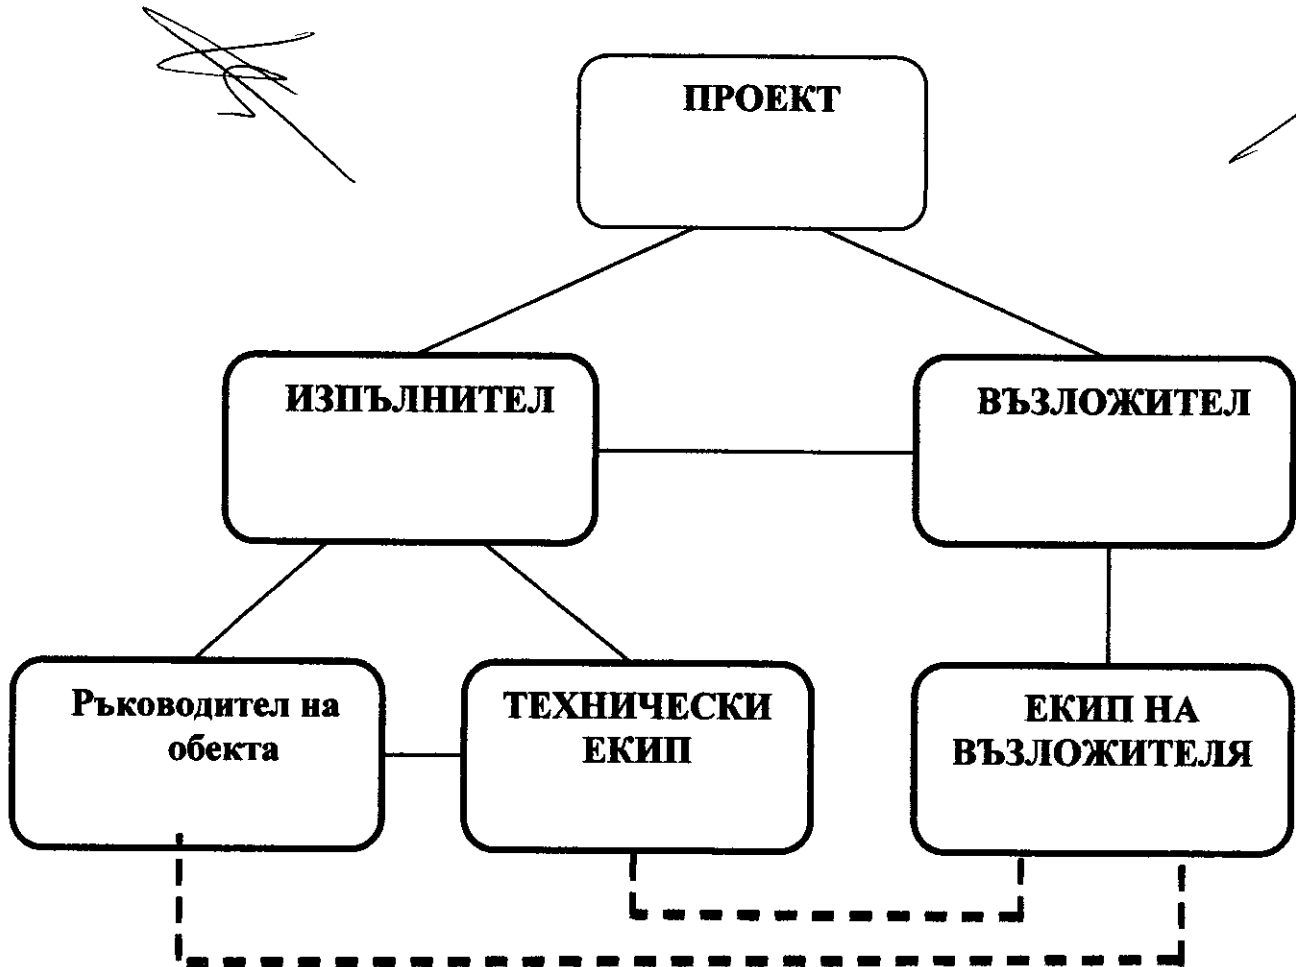 ПРОЕКТ
ИЗПЪЛНИТЕЛ
ВЪЗЛОЖИТЕЛ
Ръководител на
обекта
ТЕХНИЧЕСКИ
ЕКИП
ЕКИП НА
ВЪЗЛОЖИТЕЛЯ